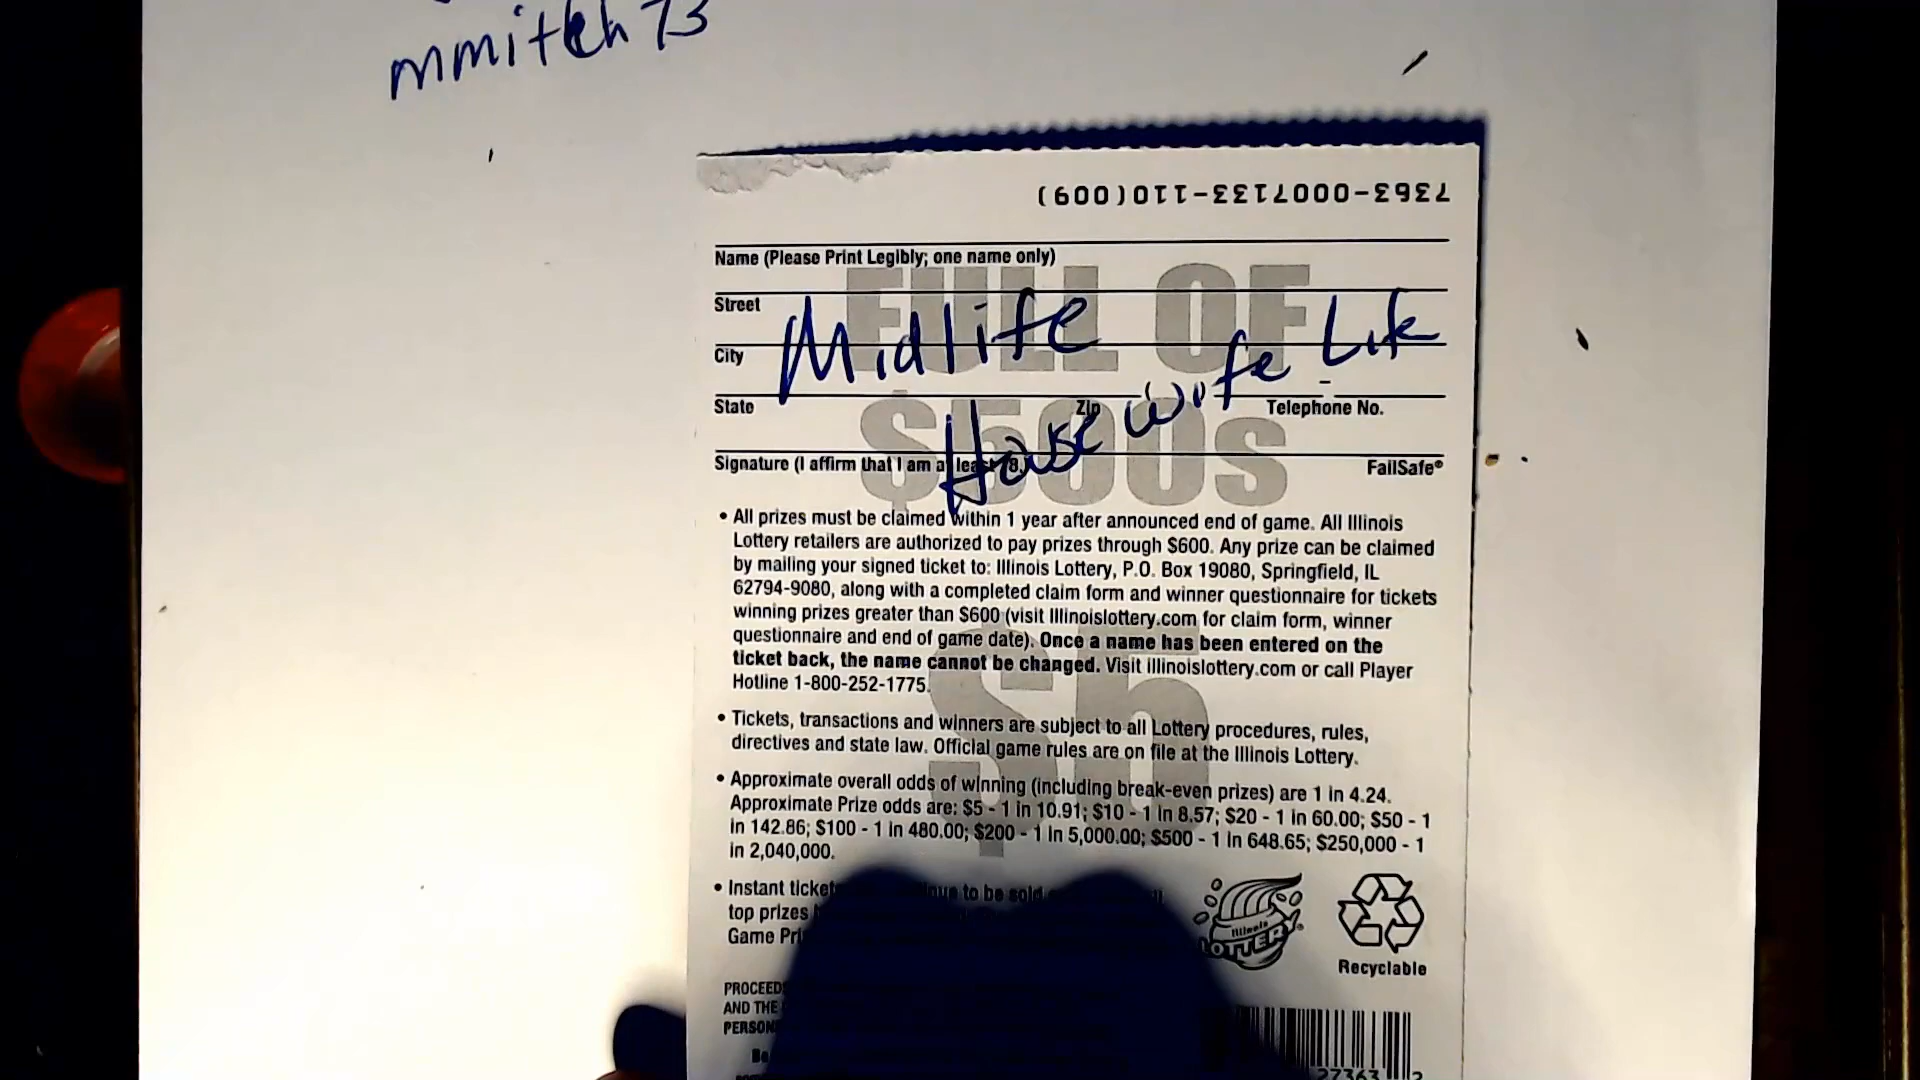 mmitch73
7363-0007133-110(009)
Name (Please Print Legibly; one name only)
FULL OF
Street
Midlife
Lik
City
Housewife
State
Zip
Telephone No.
$500s
Signature (I affirm that I am at least 18.)
FailSafe®
• All prizes must be claimed within 1 year after announced end of game. All Illinois
Lottery retailers are authorized to pay prizes through $600. Any prize can be claimed
by mailing your signed ticket to: Illinois Lottery, P.O. Box 19080, Springfield, IL
62794-9080, along with a completed claim form and winner questionnaire for tickets
winning prizes greater than $600 (visit Illinoislottery.com for claim form, winner
questionnaire and end of game date). Once a name has been entered on the
ticket back, the name cannot be changed. Visit illinoislottery.com or call Player
Hotline 1-800-252-1775.
$5
• Tickets, transactions and winners are subject to all Lottery procedures, rules,
directives and state law. Official game rules are on file at the Illinois Lottery.
• Approximate overall odds of winning (including break-even prizes) are 1 in 4.24.
Approximate Prize odds are: $5 - 1 in 10.91; $10 - 1 in 8.57; $20 - 1 in 60.00; $50 - 1
in 142.86; $100 - 1 in 480.00; $200 - 1 in 5,000.00; $500 - 1 in 648.65; $250,000 - 1
in 2,040,000.
• Instant ticket to be sold
top prizes
Game Pri
Illinois
LOTTERY
Recyclable
PROCEED
AND THE
PERSON
Be
27363 2